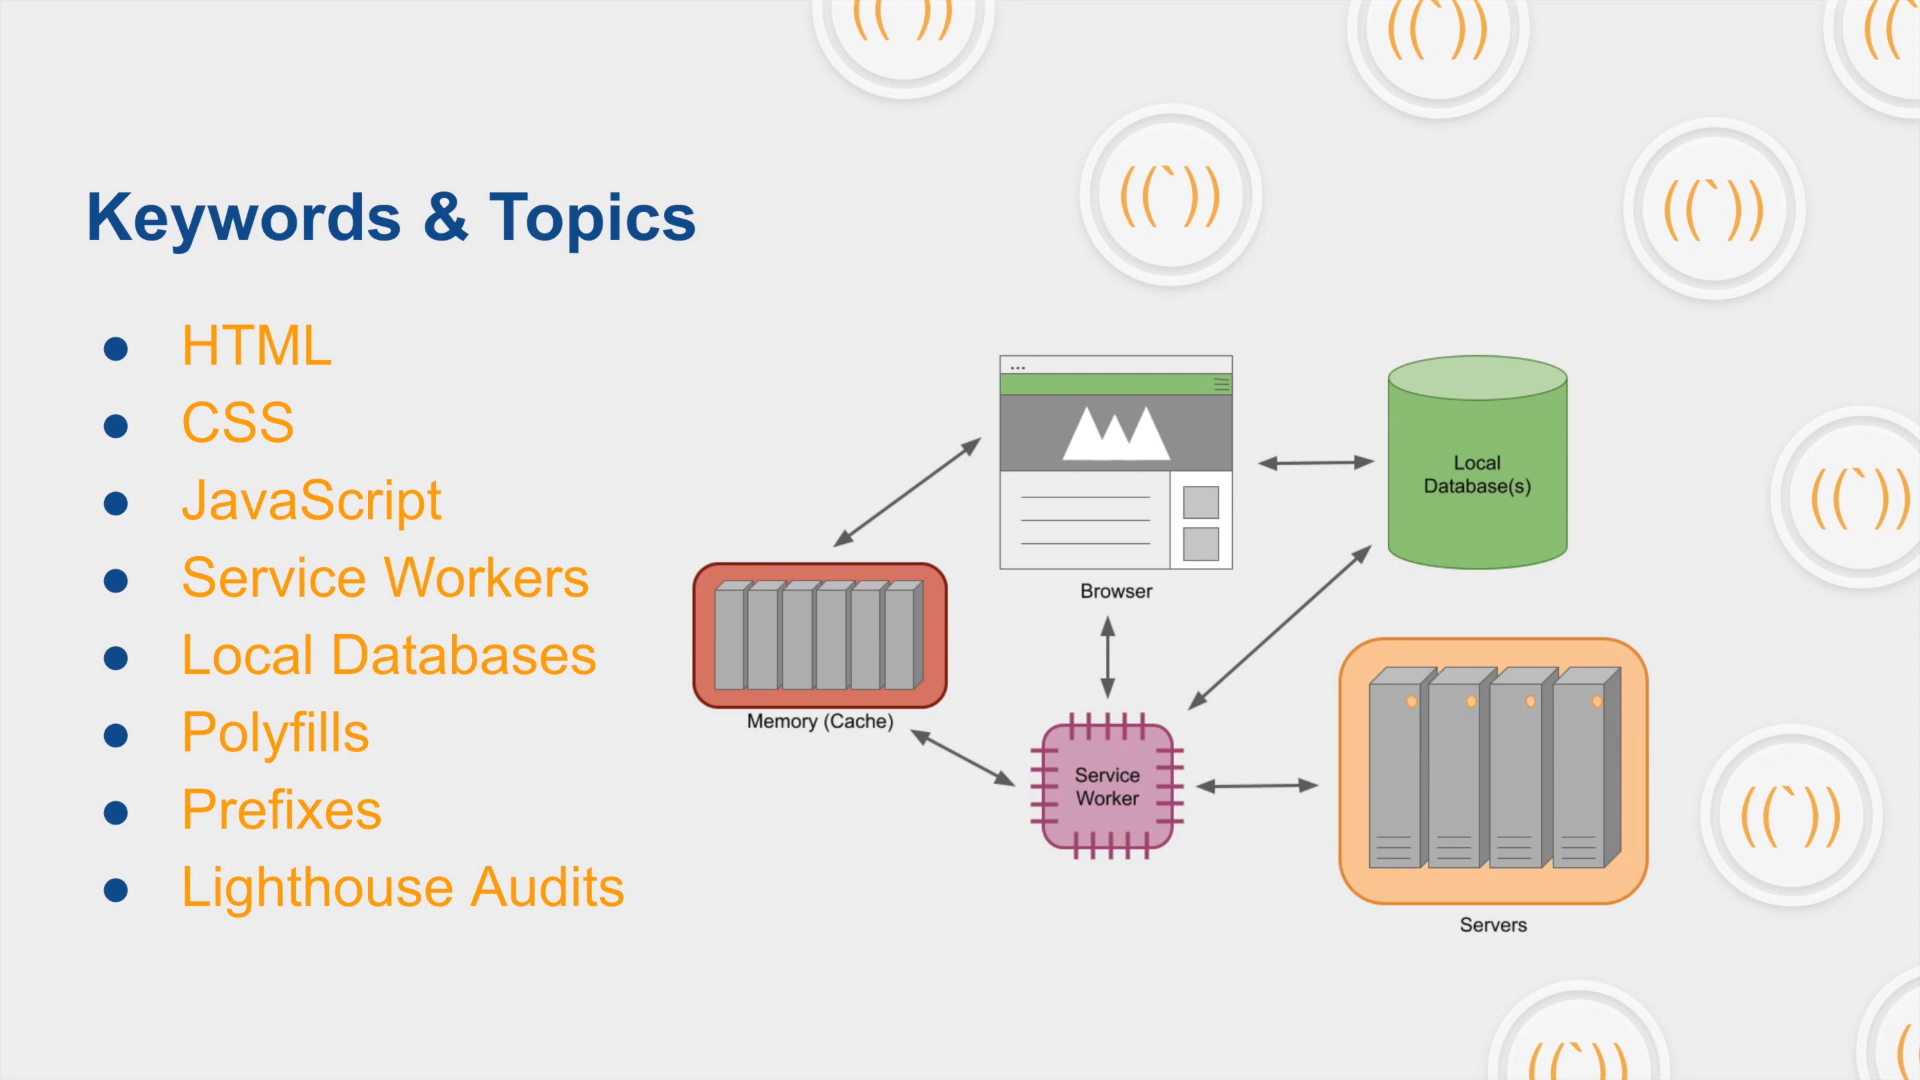 Keywords & Topics
● HTML
● CSS
● JavaScript
● Service Workers
● Local Databases
● Polyfills
● Prefixes
● Lighthouse Audits
Browser
Local
Database(s)
Memory (Cache)
Service
Worker
Servers
((`))
((`))
((`))
((`))
((`))
((`))
((`))